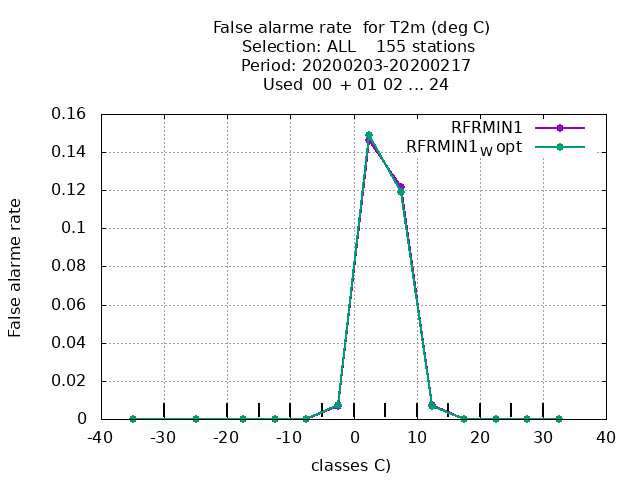 False alarme rate  for T2m (deg C)
Selection: ALL    155 stations
Period: 20200203-20200217
Used  00  + 01 02 ... 24
0.16
0.14
0.12
0.1
0.08
0.06
0.04
0.02
0
False alarme rate
RFRMIN1
RFRMIN1W opt
-40 -30 -20 -10 0 10 20 30 40
classes C)